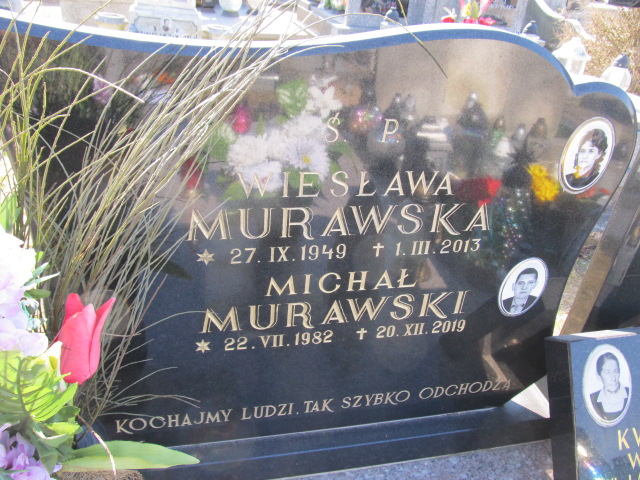 Ś P.
WIESŁAWA
MURAWSKA
* 27. IX. 1949 † 1. III. 2013
MICHAŁ
MURAWSKI
* 22. VII. 1982 † 20. XII. 2019
KOCHAJMY LUDZI, TAK SZYBKO ODCHODZĄ